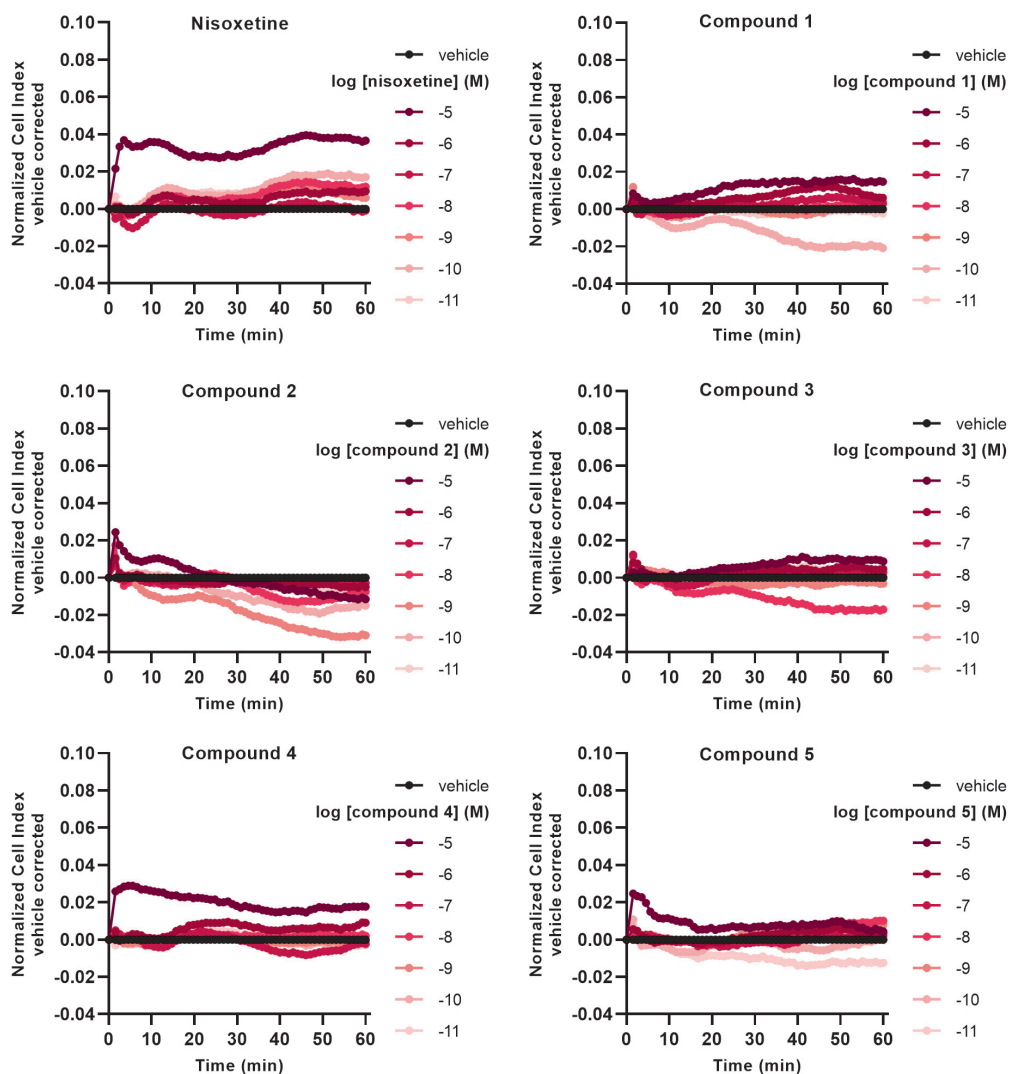 Nisoxetine
Normalized Cell Index
vehicle corrected
0.10
0.08
0.06
0.04
0.02
0.00
-0.02
-0.04
0 10 20 30 40 50 60
Time (min)
vehicle
log [nisoxetine] (M)
-5
-6
-7
-8
-9
-10
-11
Compound 1
Normalized Cell Index
vehicle corrected
0.10
0.08
0.06
0.04
0.02
0.00
-0.02
-0.04
0 10 20 30 40 50 60
Time (min)
vehicle
log [compound 1] (M)
-5
-6
-7
-8
-9
-10
-11
Compound 2
Normalized Cell Index
vehicle corrected
0.10
0.08
0.06
0.04
0.02
0.00
-0.02
-0.04
0 10 20 30 40 50 60
Time (min)
vehicle
log [compound 2] (M)
-5
-6
-7
-8
-9
-10
-11
Compound 3
Normalized Cell Index
vehicle corrected
0.10
0.08
0.06
0.04
0.02
0.00
-0.02
-0.04
0 10 20 30 40 50 60
Time (min)
vehicle
log [compound 3] (M)
-5
-6
-7
-8
-9
-10
-11
Compound 4
Normalized Cell Index
vehicle corrected
0.10
0.08
0.06
0.04
0.02
0.00
-0.02
-0.04
0 10 20 30 40 50 60
Time (min)
vehicle
log [compound 4] (M)
-5
-6
-7
-8
-9
-10
-11
Compound 5
Normalized Cell Index
vehicle corrected
0.10
0.08
0.06
0.04
0.02
0.00
-0.02
-0.04
0 10 20 30 40 50 60
Time (min)
vehicle
log [compound 5] (M)
-5
-6
-7
-8
-9
-10
-11